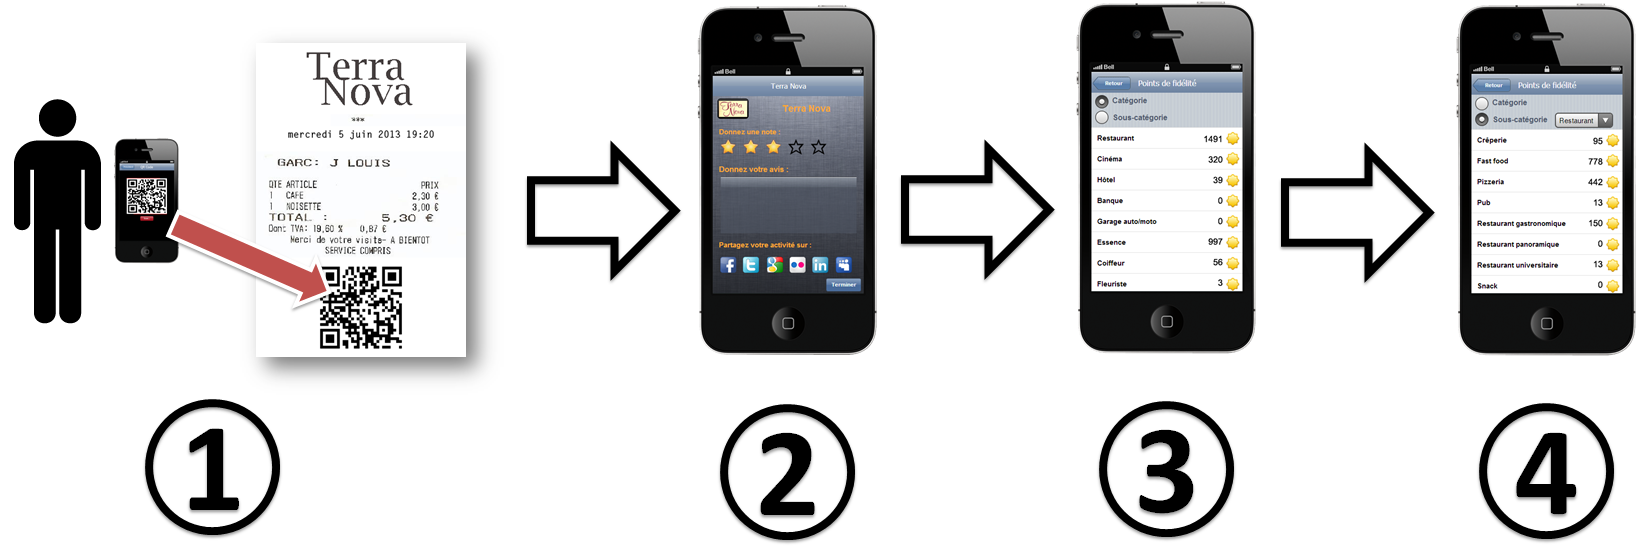 Terra
Nova
***
mercredi 5 juin 2013 19:20
GARC: J LOUIS
QTE ARTICLE PRIX
1 CAFE 2,30 €
1 NOISETTE 3,00 €
TOTAL : 5,30 €
Dont TVA: 19,60 % 0,87 €
Merci de votre visite- A BIENTOT
SERVICE COMPRIS
1
Bell
Terra Nova
Terra Nova
Donnez une note :
Donnez votre avis :
Partagez votre activité sur :
Terminer
2
Bell
Retour Points de fidélité
Catégorie
Sous-catégorie
Restaurant 1491
Cinéma 320
Hôtel 39
Banque 0
Garage auto/moto 0
Essence 997
Coiffeur 56
Fleuriste 3
3
Bell
Retour Points de fidélité
Catégorie
Sous-catégorie Restaurant
Crêperie 95
Fast food 778
Pizzeria 442
Pub 13
Restaurant gastronomique 150
Restaurant panoramique 0
Restaurant universitaire 13
Snack 0
4